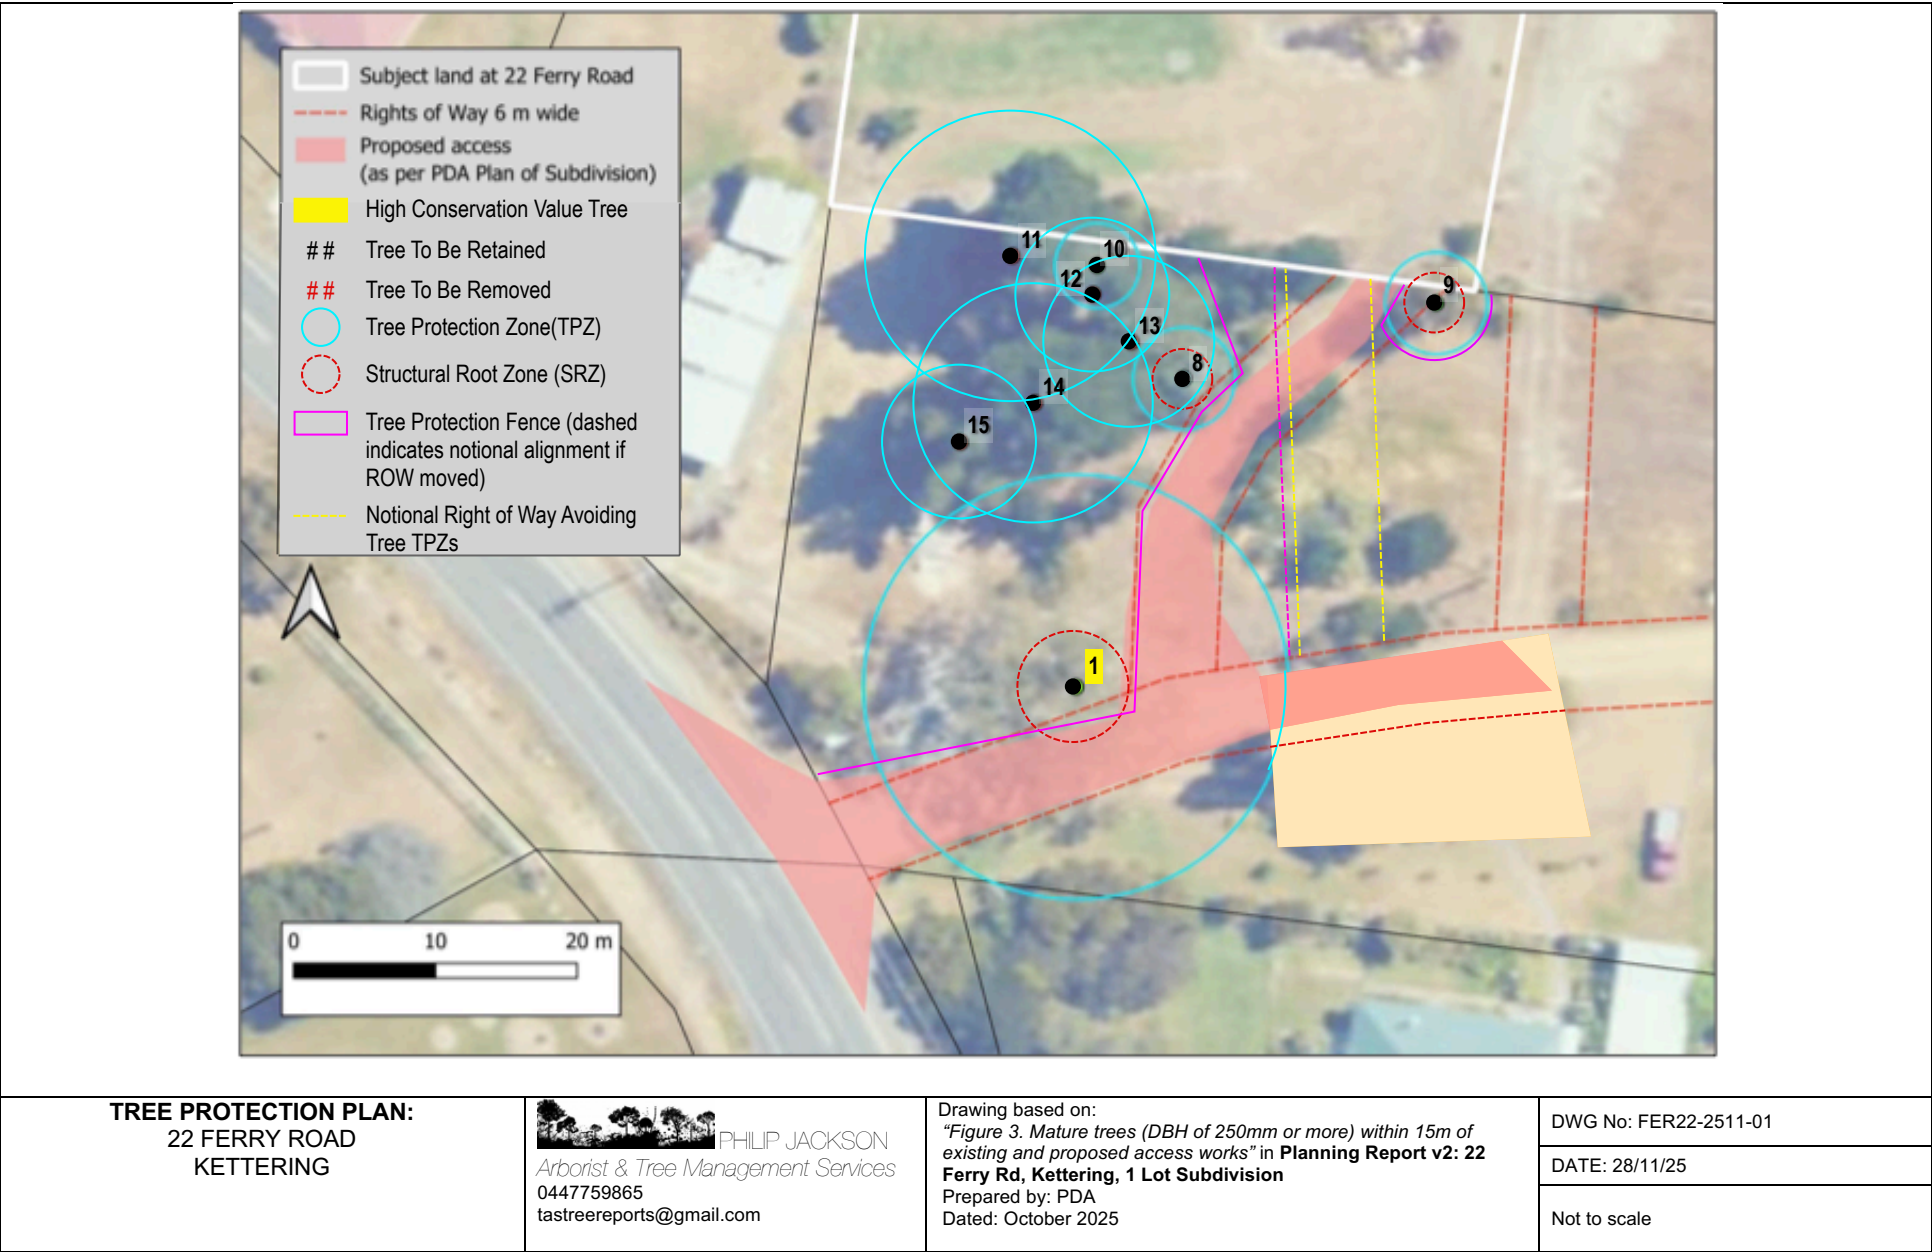 Subject land at 22 Ferry Road
Rights of Way 6 m wide
Proposed access
(as per PDA Plan of Subdivision)
High Conservation Value Tree
## Tree To Be Retained
## Tree To Be Removed
Tree Protection Zone(TPZ)
Structural Root Zone (SRZ)
Tree Protection Fence (dashed
indicates notional alignment if
ROW moved)
Notional Right of Way Avoiding
Tree TPZs
11
10
12
9
13
8
14
15
1
0 10 20 m
TREE PROTECTION PLAN:
22 FERRY ROAD
KETTERING
PHILIP JACKSON
Arborist & Tree Management Services
0447759865
tastreereports@gmail.com
Drawing based on:
“Figure 3. Mature trees (DBH of 250mm or more) within 15m of
existing and proposed access works” in Planning Report v2: 22
Ferry Rd, Kettering, 1 Lot Subdivision
Prepared by: PDA
Dated: October 2025
DWG No: FER22-2511-01
DATE: 28/11/25
Not to scale